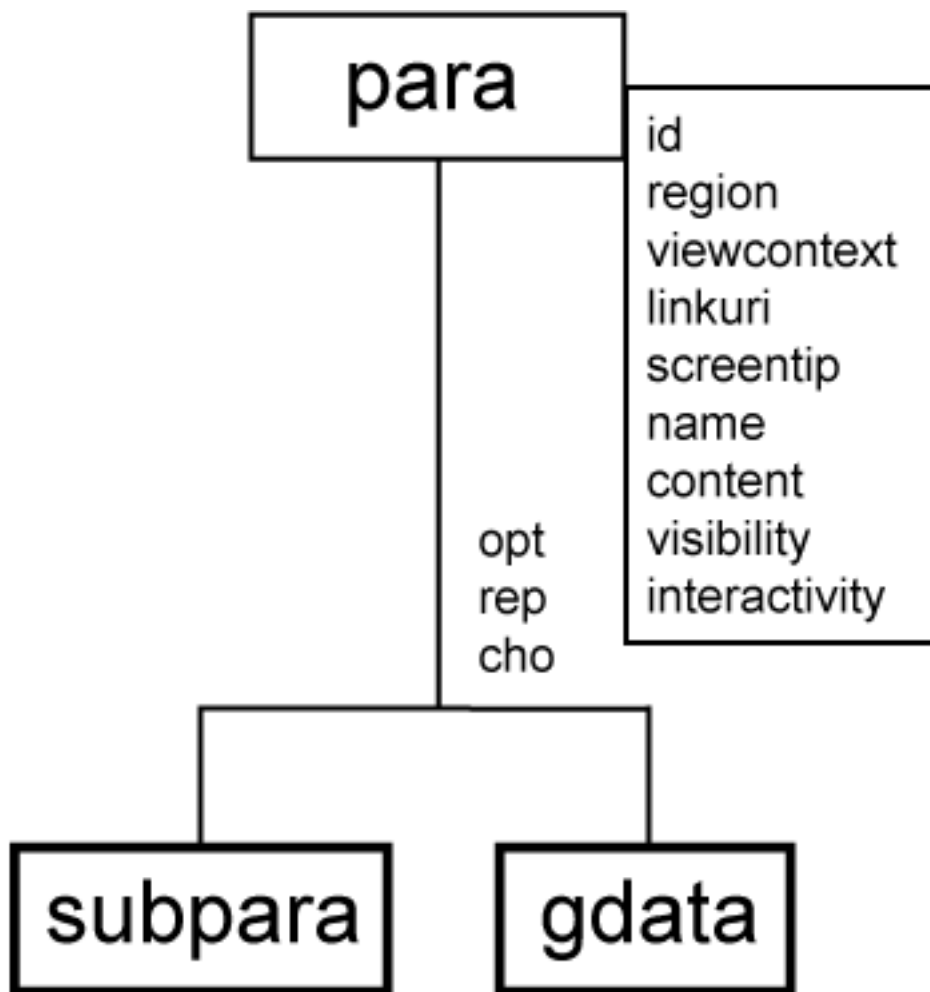 para
id
region
viewcontext
linkuri
screentip
name
content
visibility
interactivity
opt
rep
cho
subpara
gdata